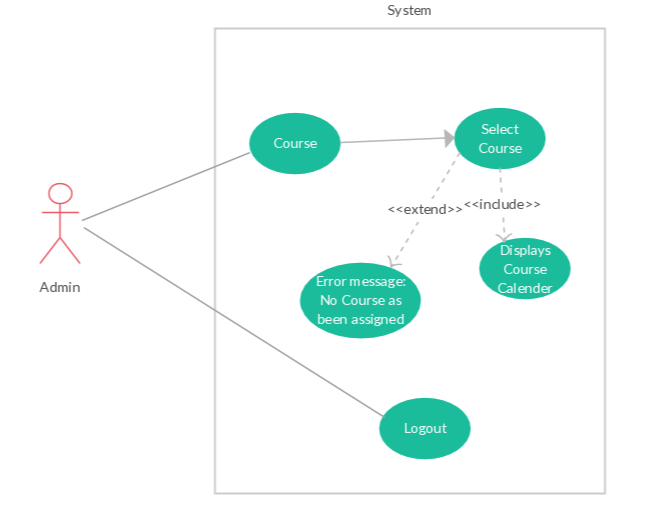 System
Course
Select
Course
<<extend>>
<<include>>
Admin
Displays
Course
Calender
Error message:
No Course as
been assigned
Logout